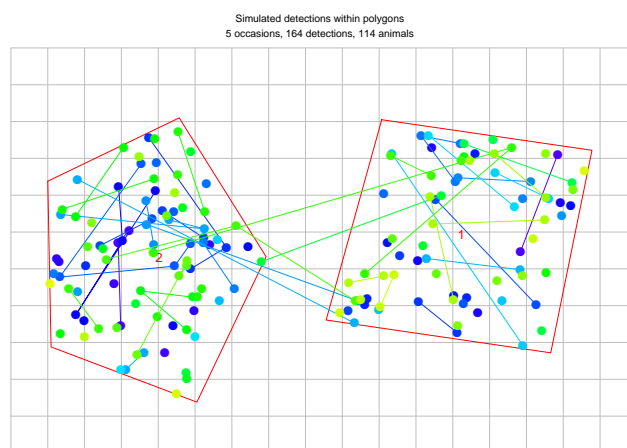 Simulated detections within polygons
5 occasions, 164 detections, 114 animals
1
2